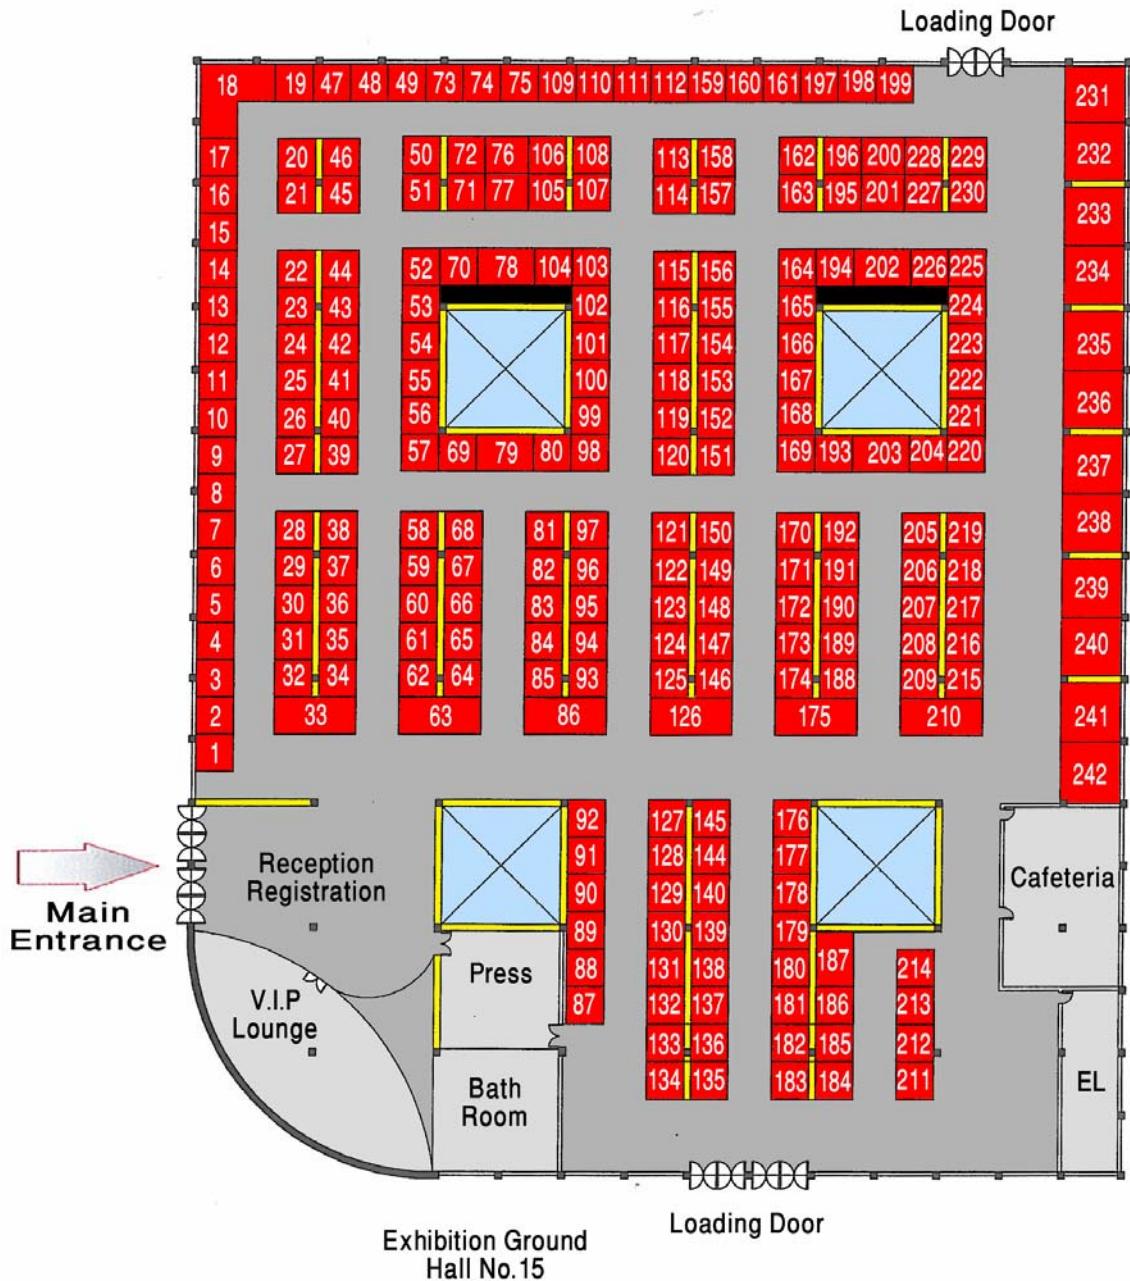 Loading Door
18 19 47 48 49 73 74 75 109 110 111 112 159 160 161 197 198 199 231
17 20 46 50 72 76 106 108 113 158 162 196 200 228 229 232
16 21 45 51 71 77 105 107 114 157 163 195 201 227 230
15 233
14 22 44 52 70 78 104 103 115 156 164 194 202 226 225 234
13 23 43 53 102 116 155 165 224
12 24 42 54 101 117 154 166 223 235
11 25 41 55 100 118 153 167 222
10 26 40 56 99 119 152 168 221 236
9 27 39 57 69 79 80 98 120 151 169 193 203 204 220 237
8
7 28 38 58 68 81 97 121 150 170 192 205 219 238
6 29 37 59 67 82 96 122 149 171 191 206 218 239
5 30 36 60 66 83 95 123 148 172 190 207 217
4 31 35 61 65 84 94 124 147 173 189 208 216 240
3 32 34 62 64 85 93 125 146 174 188 209 215
2 33 63 86 126 175 210 241
1 242
92 127 145 176
91 128 144 177
Reception
Registration
90 129 140 178
Cafeteria
Main
Entrance
89 130 139 179
88 131 138 180 187 214
Press
87 132 137 181 186 213
V.I.P
Lounge
133 136 182 185 212
134 135 183 184 211
Bath
Room
EL
Loading Door
Exhibition Ground
Hall No.15